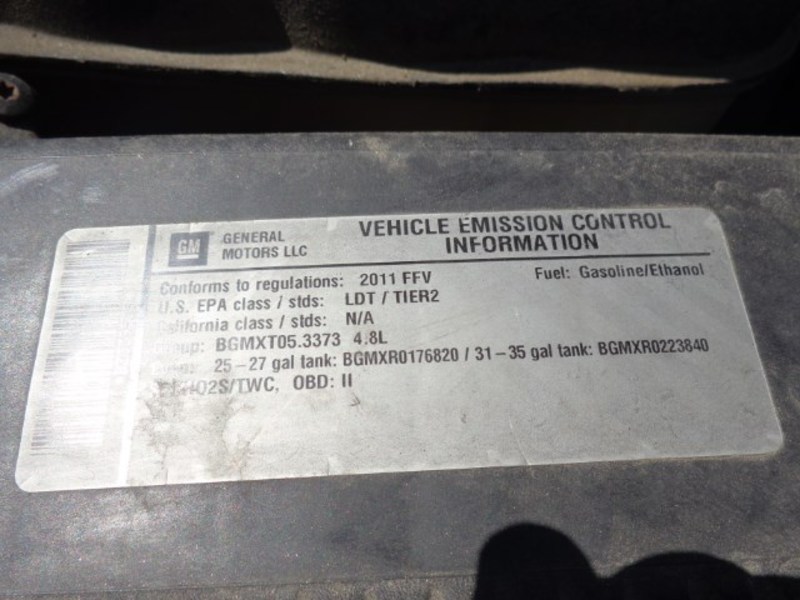 GM GENERAL MOTORS LLC
VEHICLE EMISSION CONTROL
INFORMATION
Conforms to regulations: 2011 FFV
Fuel: Gasoline/Ethanol
U.S. EPA class / stds: LDT / TIER2
California class / stds: N/A
BGMXT05.3373 4.8L
25-27 gal tank: BGMXR0176820 / 31-35 gal tank: BGMXR0223840
OBD: II